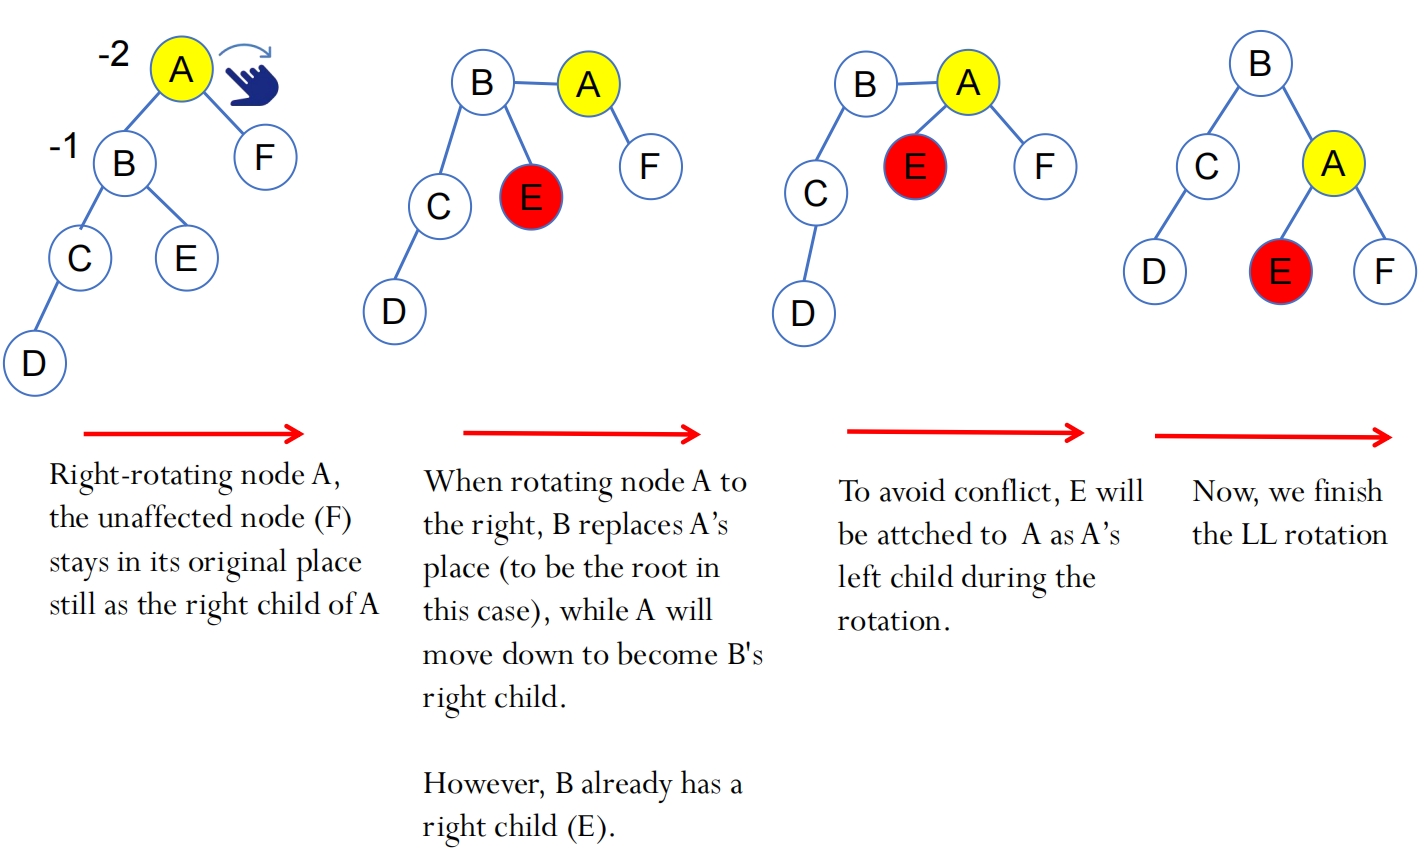 -2
A
-1
B
F
C
E
D
B
A
F
C
E
D
B
A
E
F
C
D
B
C
A
D
E
F
Right-rotating node A,
the unaffected node (F)
stays in its original place
still as the right child of A
When rotating node A to
the right, B replaces A’s
place (to be the root in
this case), while A will
move down to become B's
right child.
However, B already has a
right child (E).
To avoid conflict, E will
be attched to A as A’s
left child during the
rotation.
Now, we finish
the LL rotation